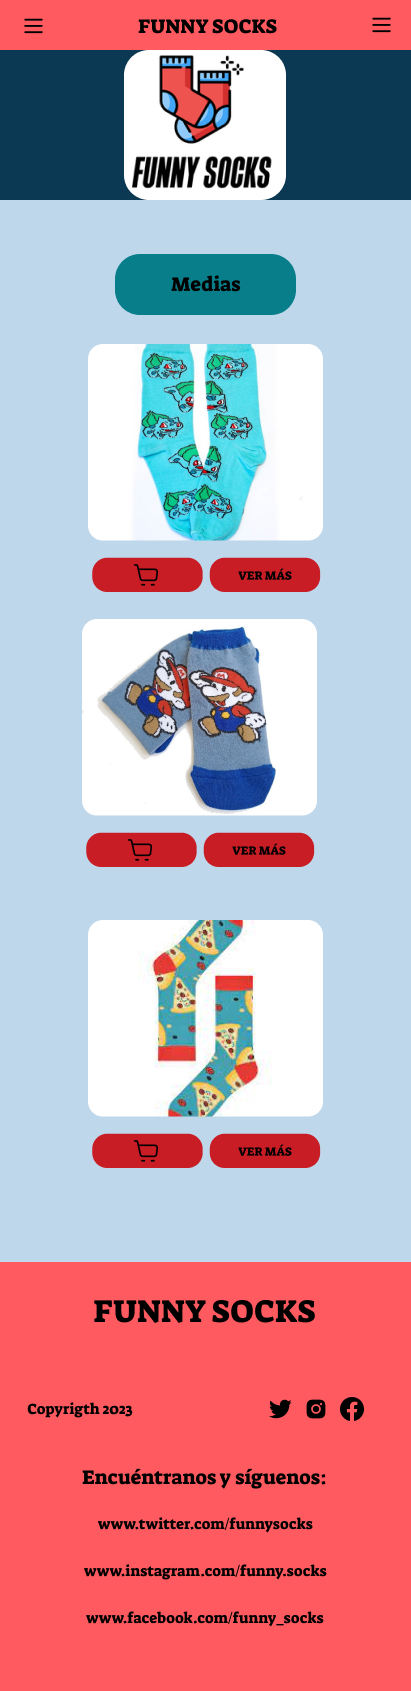 FUNNY SOCKS
FUNNY SOCKS
Medias
VER MÁS
VER MÁS
VER MÁS
FUNNY SOCKS
Copyrigth 2023
Encuéntranos y síguenos:
www.twitter.com/funnysocks
www.instagram.com/funny.socks
www.facebook.com/funny_socks